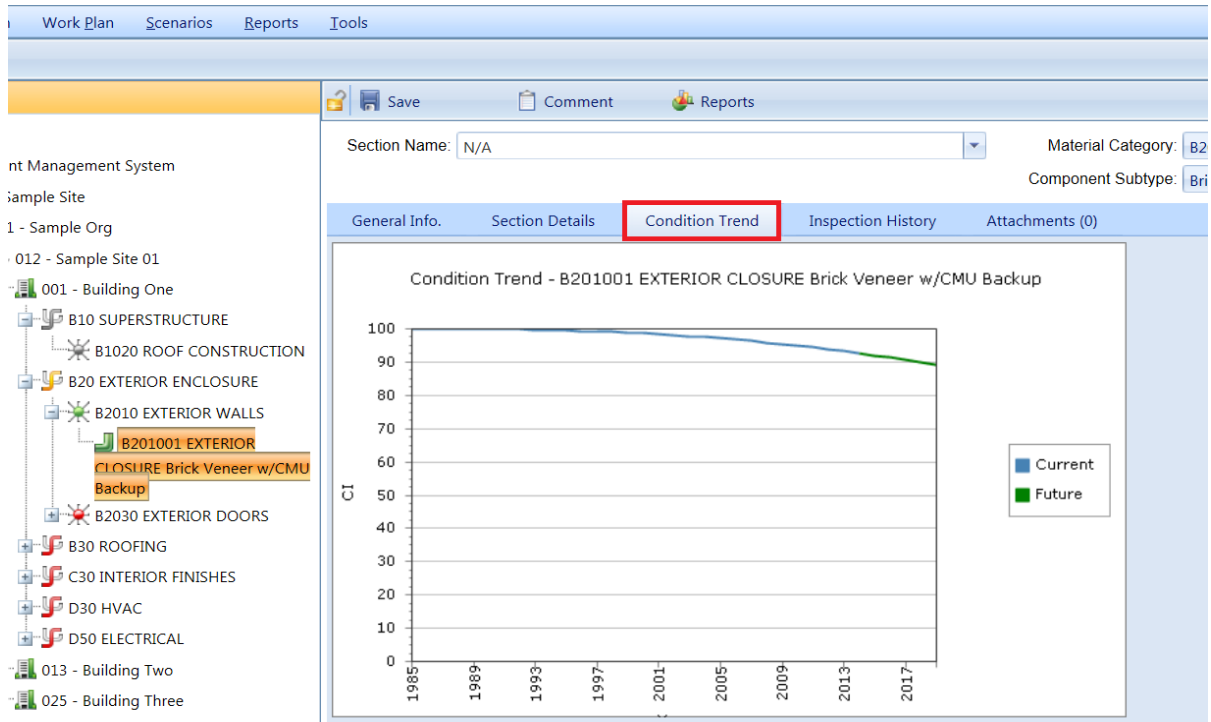 Work Plan Scenarios Reports Tools
Save Comment Reports
Section Name: N/A Material Category:
Component Subtype:
nt Management System
Sample Site
1 - Sample Org
012 - Sample Site 01
001 - Building One
B10 SUPERSTRUCTURE
B1020 ROOF CONSTRUCTION
B20 EXTERIOR ENCLOSURE
B2010 EXTERIOR WALLS
B201001 EXTERIOR
CLOSURE Brick Veneer w/CMU
Backup
B2030 EXTERIOR DOORS
B30 ROOFING
C30 INTERIOR FINISHES
D30 HVAC
D50 ELECTRICAL
013 - Building Two
025 - Building Three
General Info. Section Details Condition Trend Inspection History Attachments (0)
Condition Trend - B201001 EXTERIOR CLOSURE Brick Veneer w/CMU Backup
100
90
80
70
60
50
40
30
20
10
0
CI
1985 1989 1993 1997 2001 2005 2009 2013 2017
Current
Future